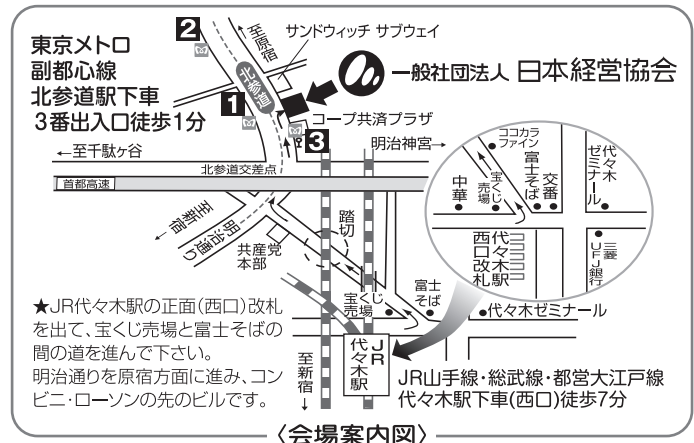 東京メトロ
副都心線
北参道駅下車
3番出入口徒歩1分
2
至原宿
サンドウィッチ サブウェイ
一般社団法人 日本経営協会
北参道
1
3
コープ共済プラザ
←至千駄ヶ谷
明治神宮→
北参道交差点
首都高速
至新宿
明治通り
共産党
本部
踏切
宝くじ
売場
富士
そば
代々木ゼミナール
JR
代々木駅
至新宿
↓
ココカラ
ファイン
中華
宝くじ
売場
富士そば
交番
代々木
ゼミナール
代々木駅
西口改札
三菱
UFJ銀行
★JR代々木駅の正面(西口)改札
を出て、宝くじ売場と富士そばの
間の道を進んで下さい。
明治通りを原宿方面に進み、コン
ビニ・ローソンの先のビルです。
JR山手線・総武線・都営大江戸線
代々木駅下車(西口)徒歩7分
〈会場案内図〉